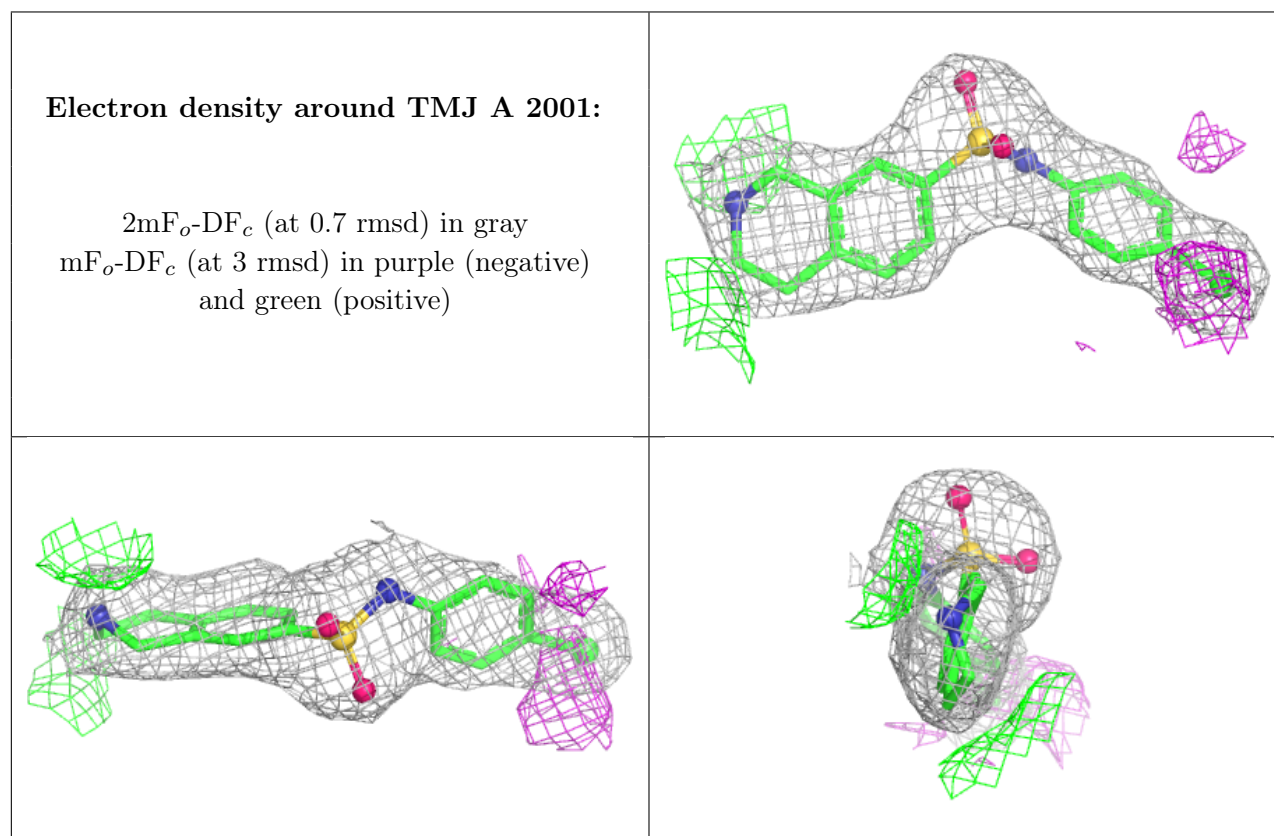 Electron density around TMJ A 2001:
2mFo-DFc (at 0.7 rmsd) in gray
mFo-DFc (at 3 rmsd) in purple (negative)
and green (positive)